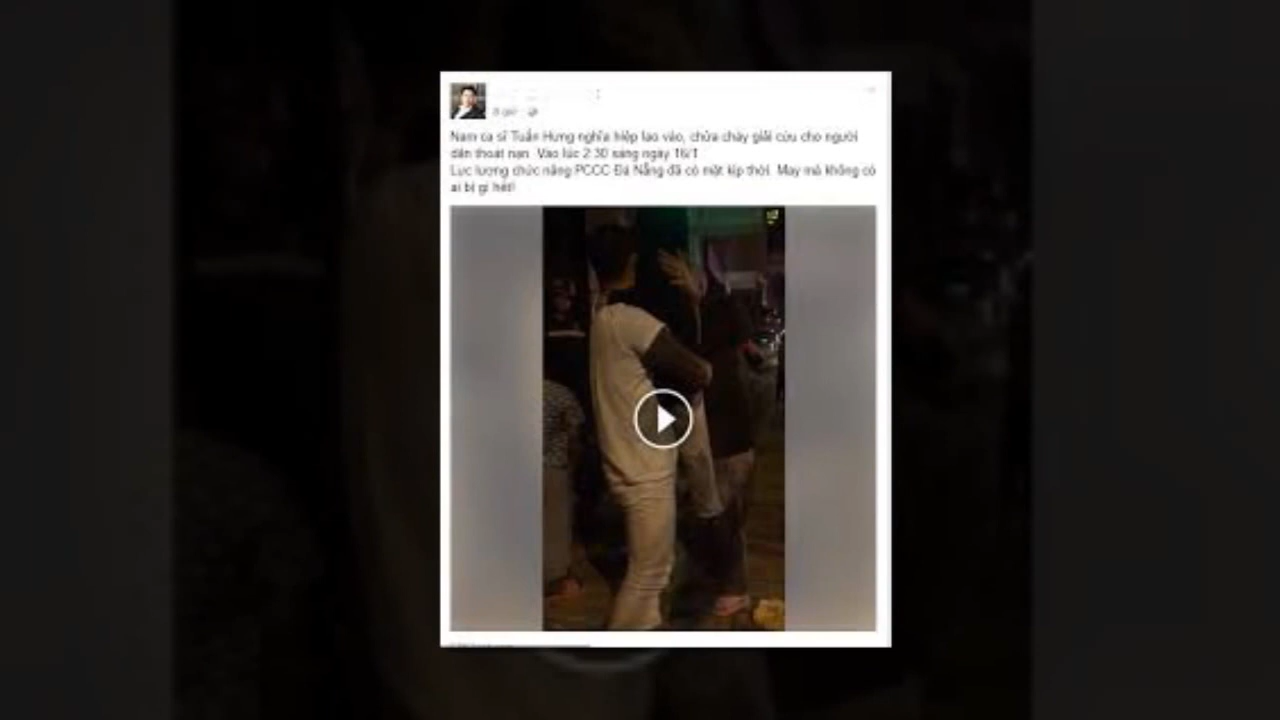 8 giờ
Nam ca sĩ Tuấn Hưng nghĩa hiệp lao vào, chữa cháy giải cứu cho người
dân thoát nạn Vào lúc 2:30 sáng ngày 16/1
Lực lượng chức năng PCCC Đà Nẵng đã có mặt kịp thời. May mà không có
ai bị gì hết!